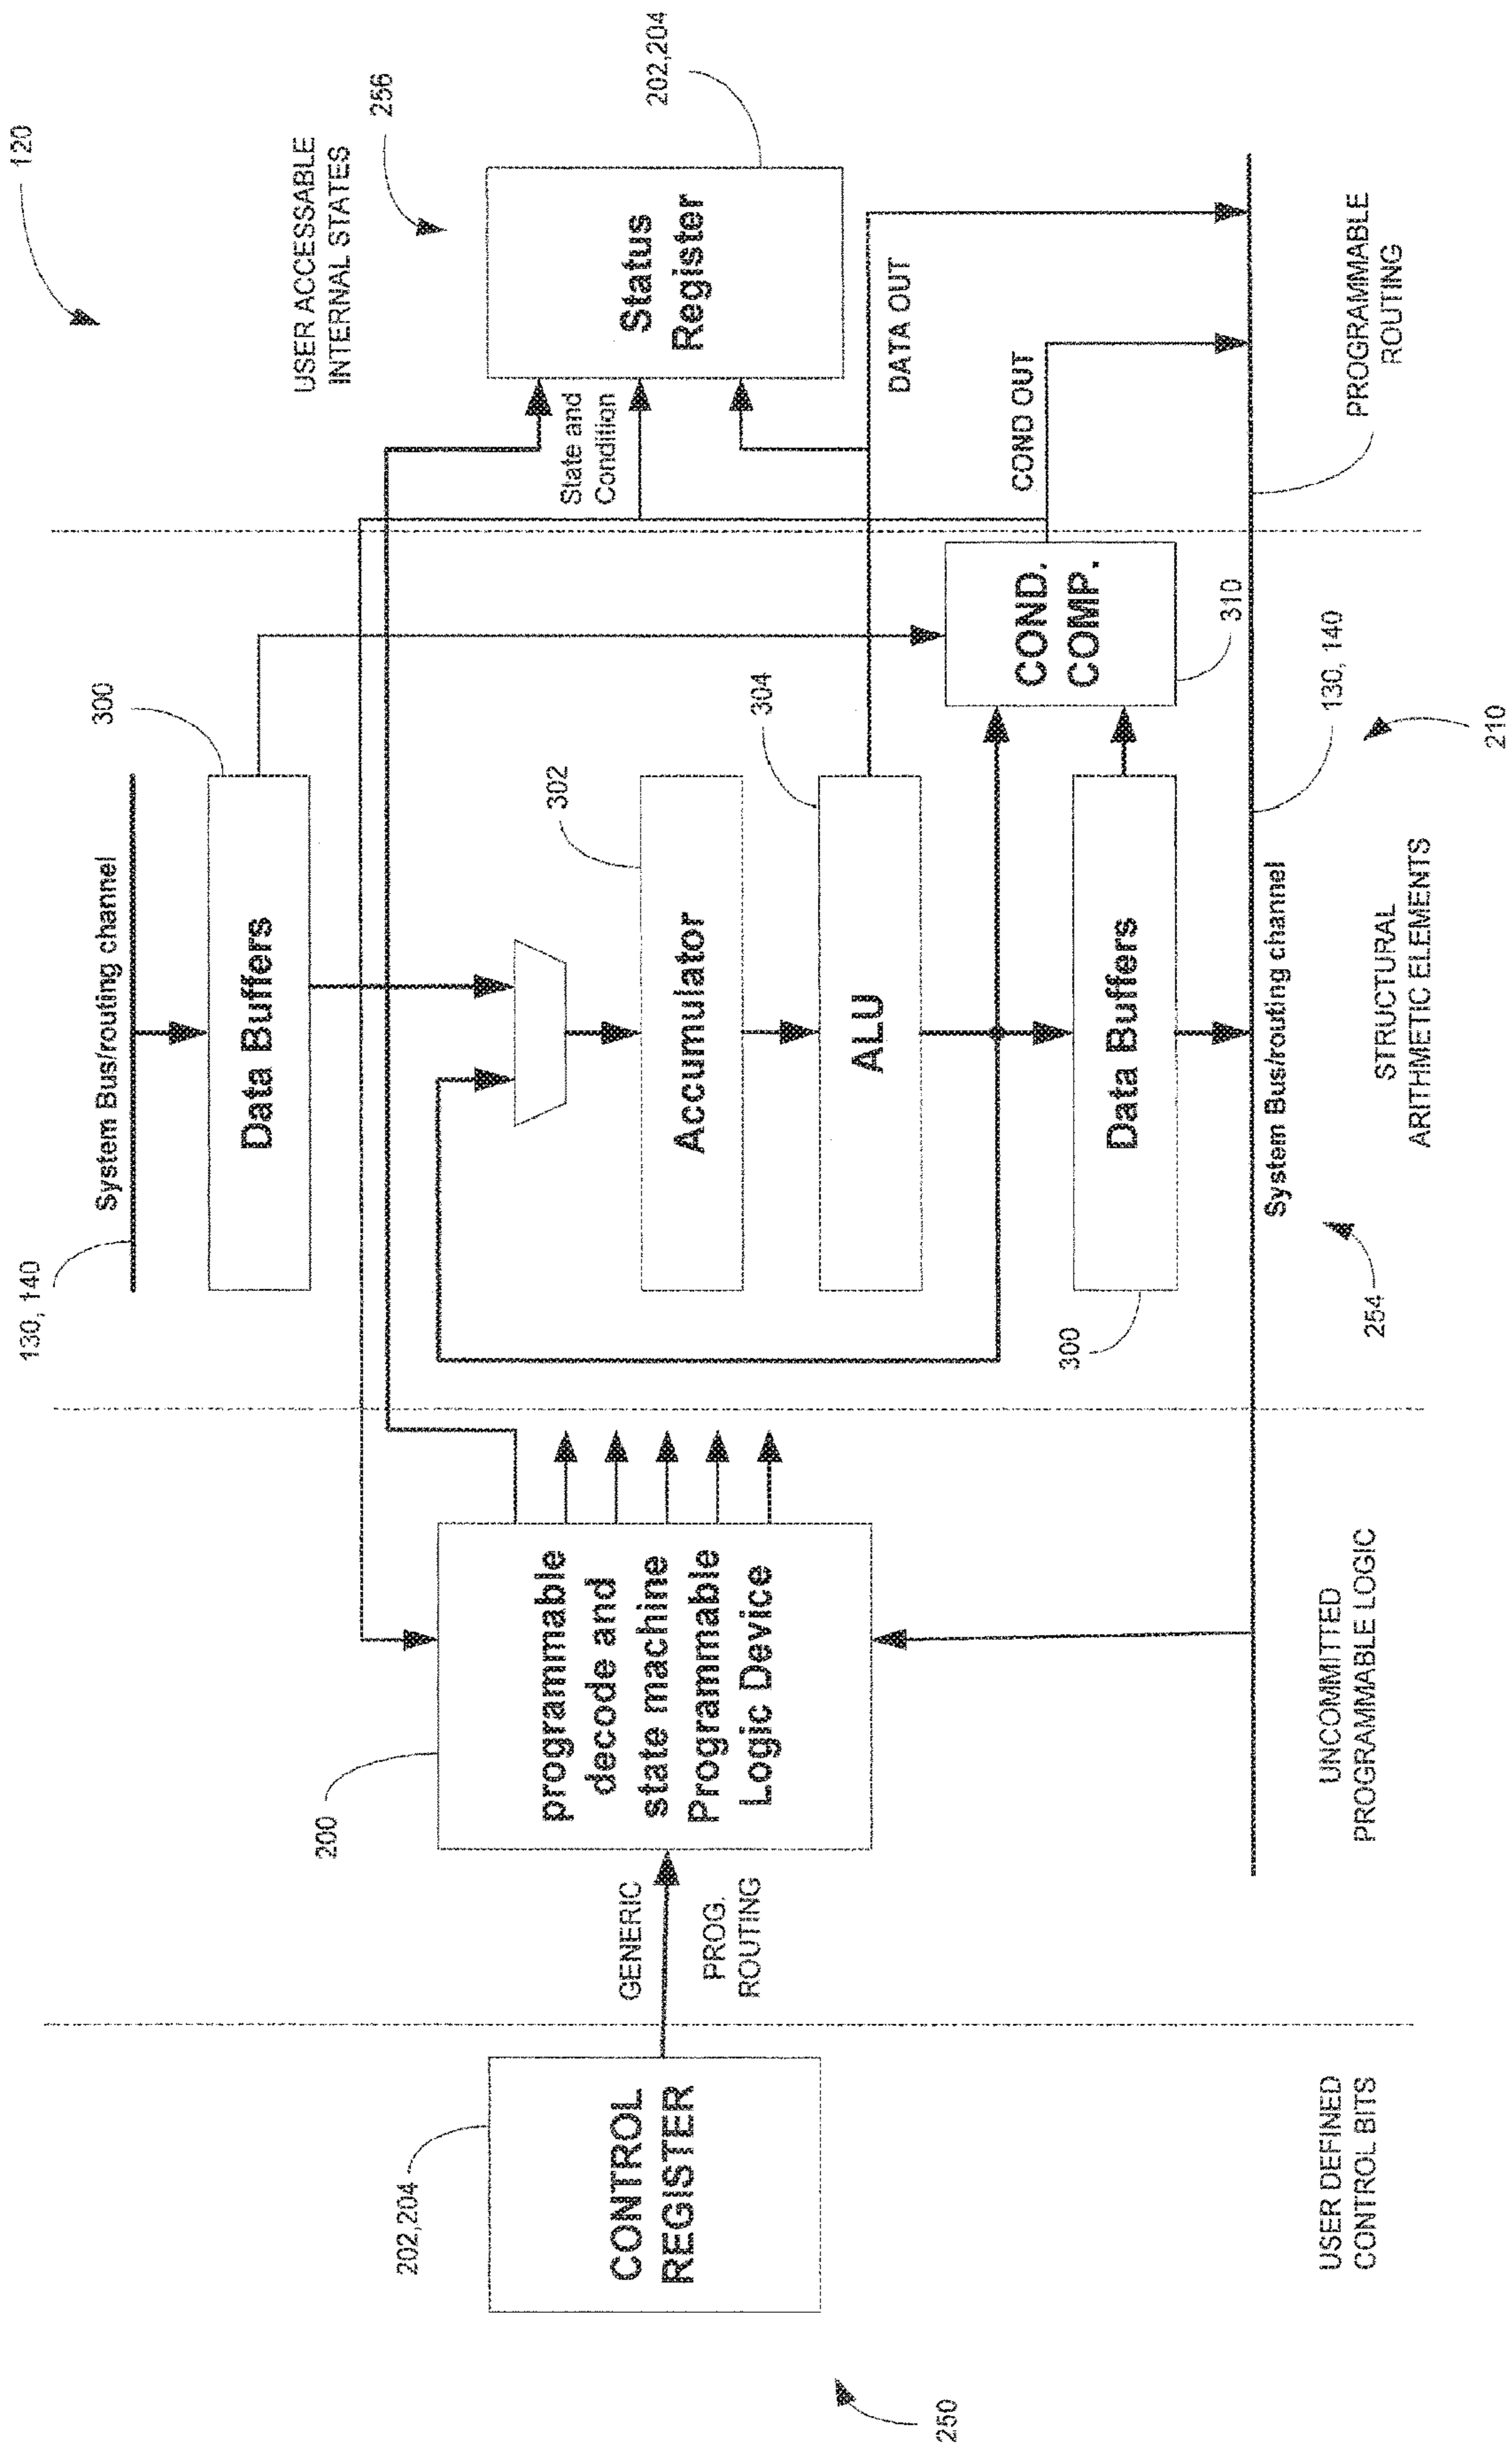 120
USER ACCESSABLE
INTERNAL STATES
256
202,204
Status
Register
State and
Condition
DATA OUT
COND OUT
PROGRAMMABLE
ROUTING
130, 140
System Bus/routing channel
300
Data Buffers
302
Accumulator
304
ALU
COND.
COMP.
310
300
Data Buffers
130, 140
System Bus/routing channel
210
254
STRUCTURAL
ARITHMETIC ELEMENTS
200
programmable
decode and
state machine
Programmable
Logic Device
GENERIC
PROG.
ROUTING
UNCOMMITTED
PROGRAMMABLE LOGIC
202,204
CONTROL
REGISTER
USER DEFINED
CONTROL BITS
250